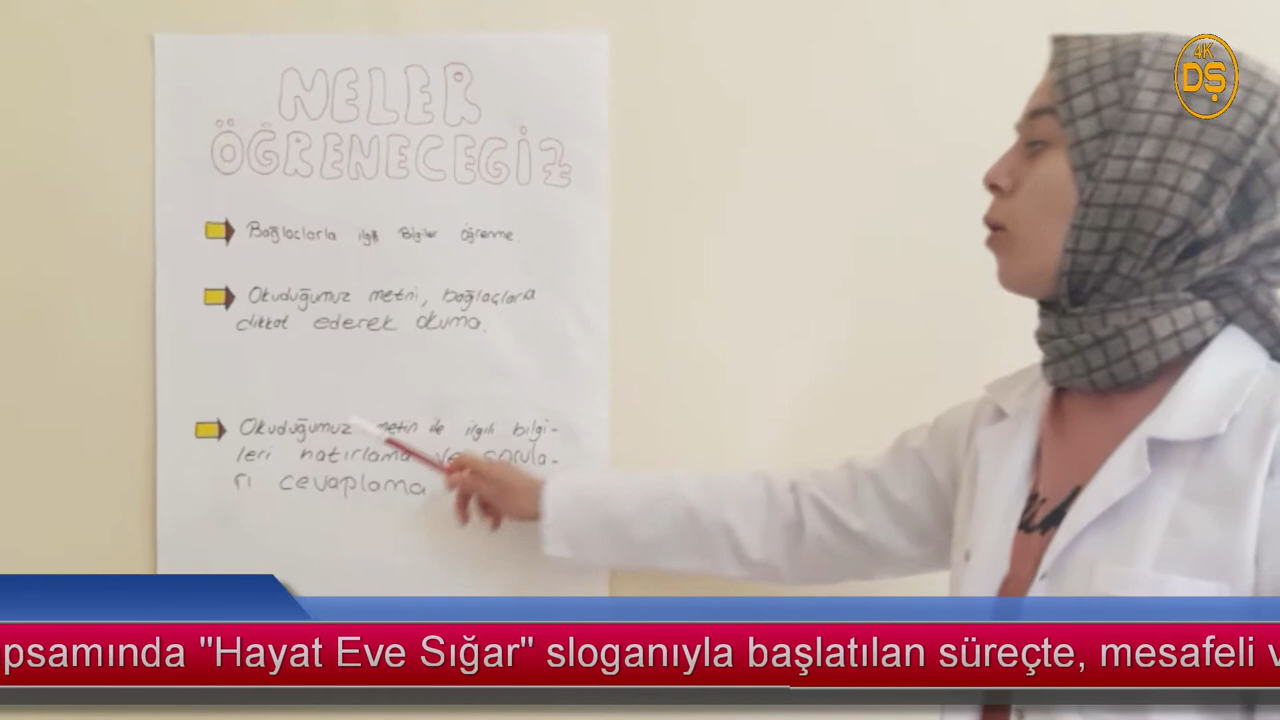 4K
DŞ
NELER
ÖĞRENECEGİZ
Bağlaçlarla ilgili Bilgiler öğrenme.
Okuduğumuz metni, bağlaçlara
dikkat ederek okuma.
Okuduğumuz metin ile ilgili bilgi-
leri hatırlama ve sorula-
rı cevaplama
psamında "Hayat Eve Sığar" sloganıyla başlatılan süreçte, mesafeli v